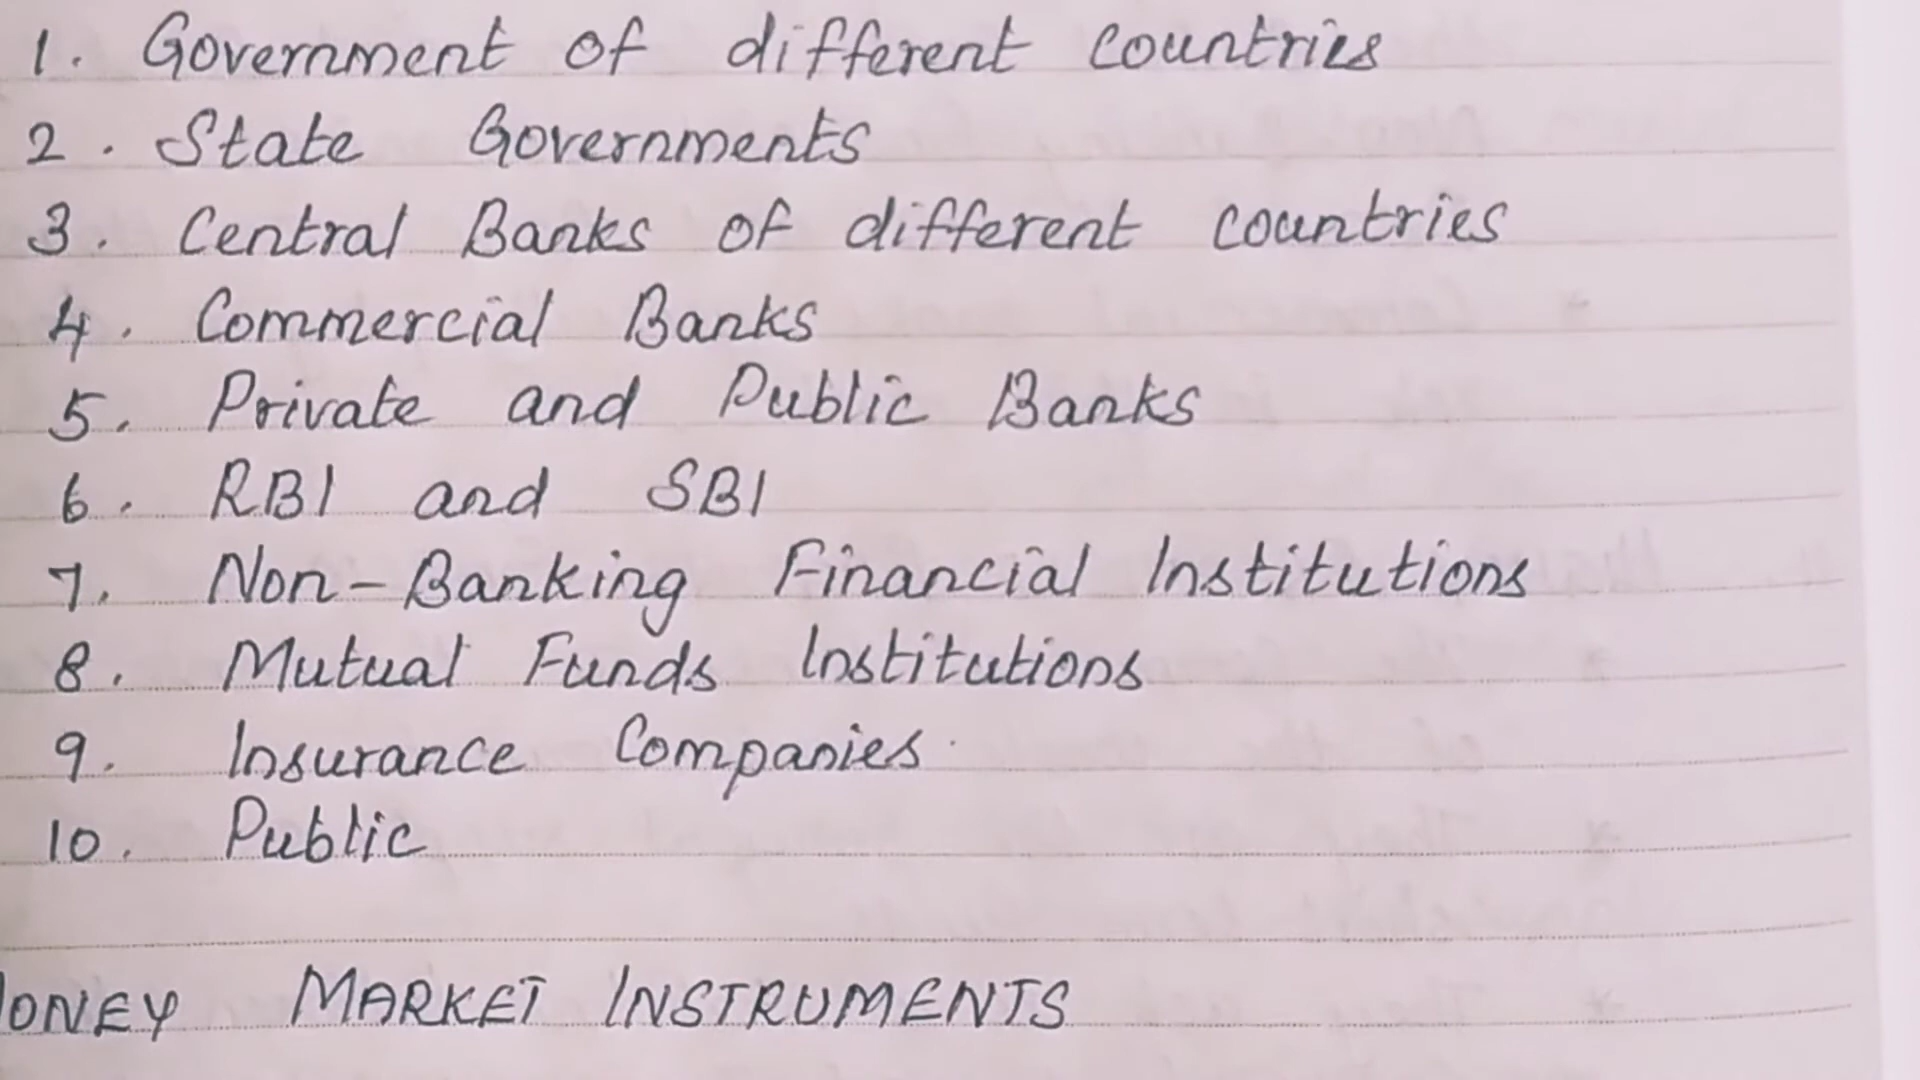 1. Government of different countries
2. State Governments
3. Central Banks of different countries
4. Commercial Banks
5. Private and Public Banks
6. RBI and SBI
7. Non-Banking Financial Institutions
8. Mutual Funds Institutions
9. Insurance Companies
10. Public
MONEY MARKET INSTRUMENTS